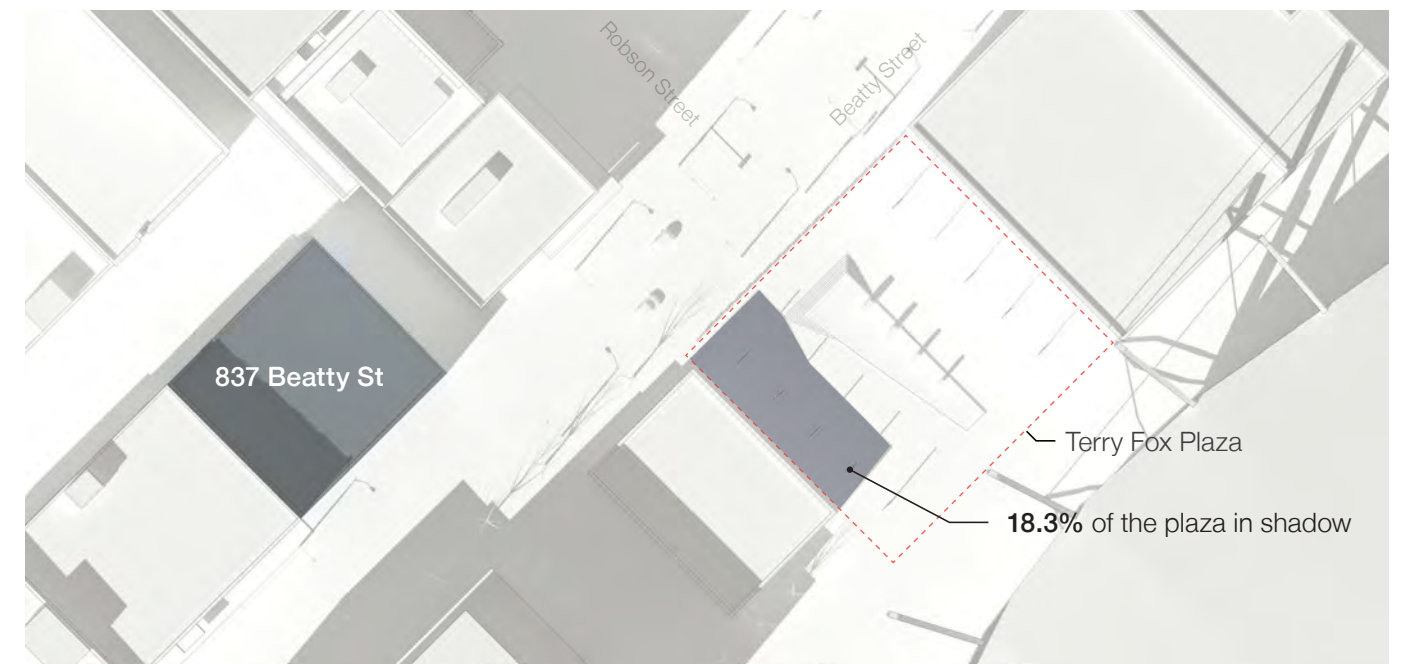 Robson Street
Beatty Street
837 Beatty St
Terry Fox Plaza
18.3% of the plaza in shadow